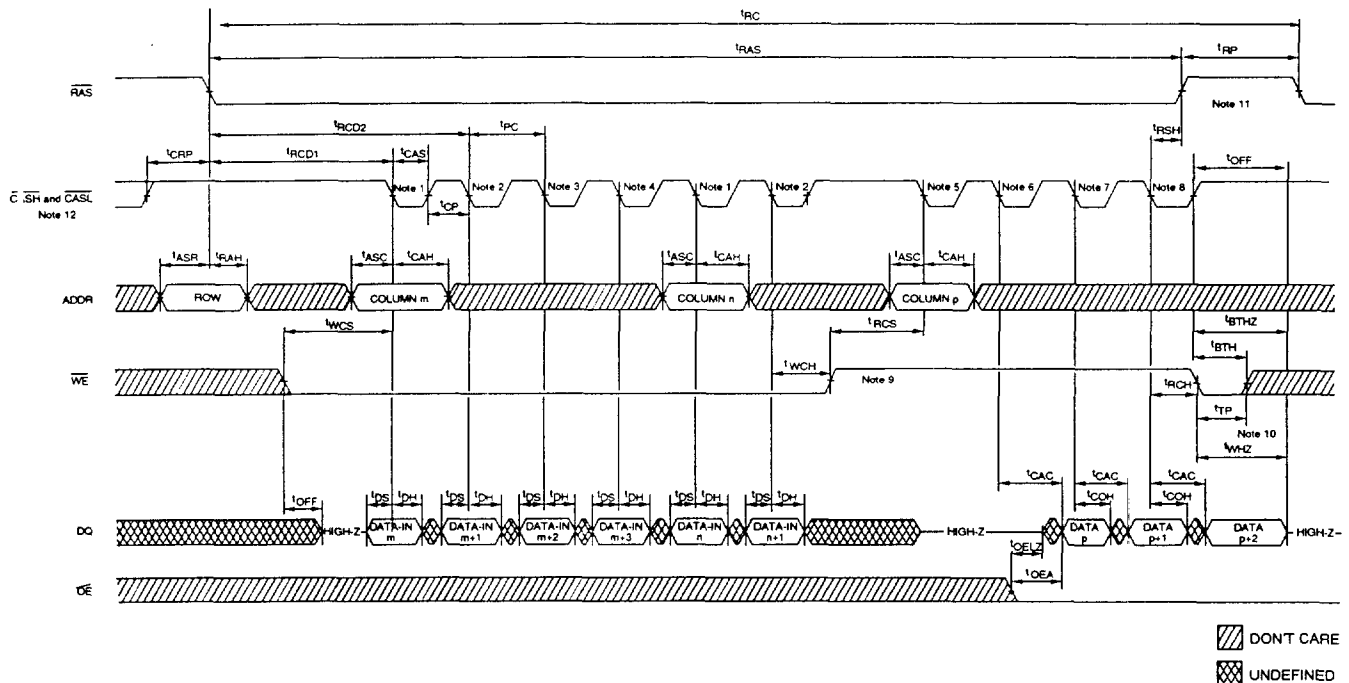 tRC
tRAS
tRP
RAS
Note 11
tRCD2
tPC
tRSH
tCRP
tRCD1
tCAS
tOFF
Note 1
Note 2
Note 3
Note 4
Note 1
Note 2
Note 5
Note 6
Note 7
Note 8
CASH and CASL
Note 12
tCP
tASR
tRAH
tASC
tCAH
tASC
tCAH
tASC
tCAH
ADDR
ROW
COLUMN m
COLUMN n
COLUMN p
tWCS
tRCS
tBTHZ
tBTH
tWCH
WE
Note 9
tRCH
tTP
Note 10
tWHZ
tCAC
tCAC
tCAC
tOFF
tDS
tDH
tDS
tDH
tDS
tDH
tDS
tDH
tDS
tDH
tDS
tDH
tCOH
tCOH
DQ
HIGH-Z
DATA-IN
m
DATA-IN
m+1
DATA-IN
m+2
DATA-IN
m+3
DATA-IN
n
DATA-IN
n+1
HIGH-Z
DATA
p
DATA
p+1
DATA
p+2
HIGH-Z
tOELZ
tOEA
OE
DON'T CARE
UNDEFINED